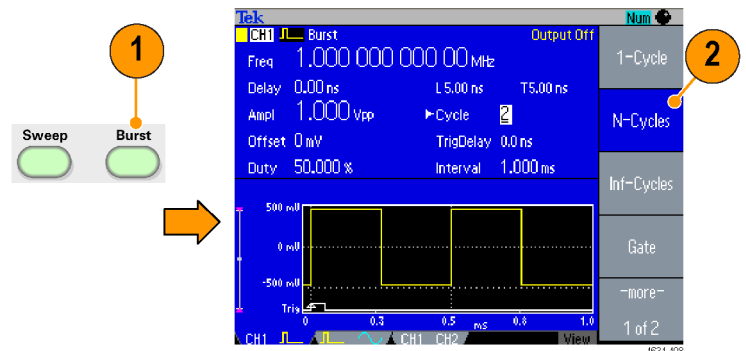 1
Sweep
Burst
Tek
Num
CH1 Burst Output Off
Freq 1.000 000 000 00 MHz
Delay 0.00 ns L 5.00 ns T5.00 ns
Ampl 1.000 Vpp ►Cycle 2
Offset 0 mV TrigDelay 0.0 ns
Duty 50.000 % Interval 1.000 ms
500 mV
0 mV
-500 mV
Trig
0 0.3 0.5 ms 0.8 1.0
CH1 CH1 CH2 View
2
1-Cycle
N-Cycles
Inf-Cycles
Gate
-more-
1 of 2